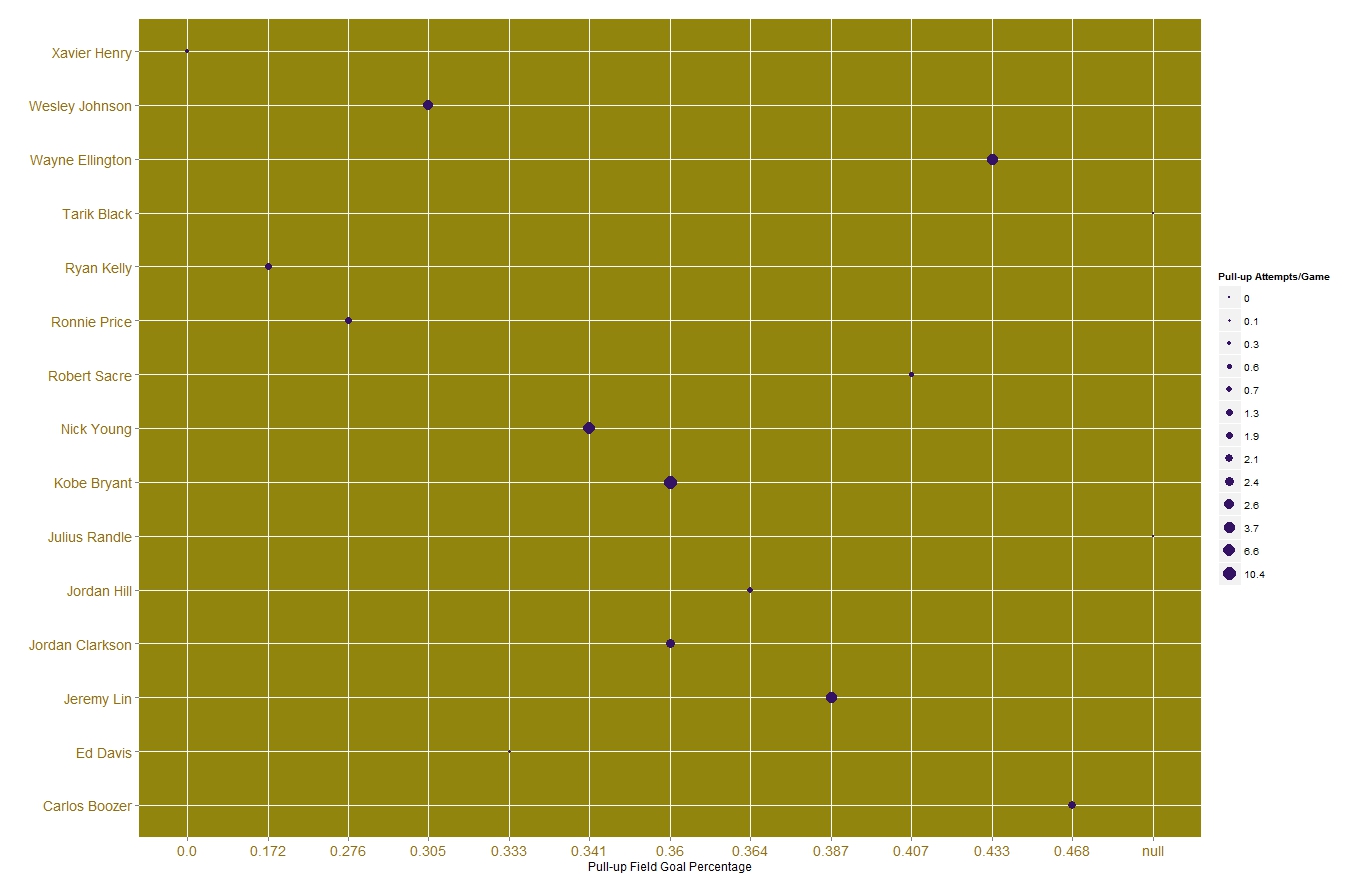 Xavier Henry
Wesley Johnson
Wayne Ellington
Tarik Black
Ryan Kelly
Ronnie Price
Robert Sacre
Nick Young
Kobe Bryant
Julius Randle
Jordan Hill
Jordan Clarkson
Jeremy Lin
Ed Davis
Carlos Boozer
0.0 0.172 0.276 0.305 0.333 0.341 0.36 0.364 0.387 0.407 0.433 0.468 null
Pull-up Field Goal Percentage
Pull-up Attempts/Game
0
0.1
0.3
0.6
0.7
1.3
1.9
2.1
2.4
2.6
3.7
6.6
10.4